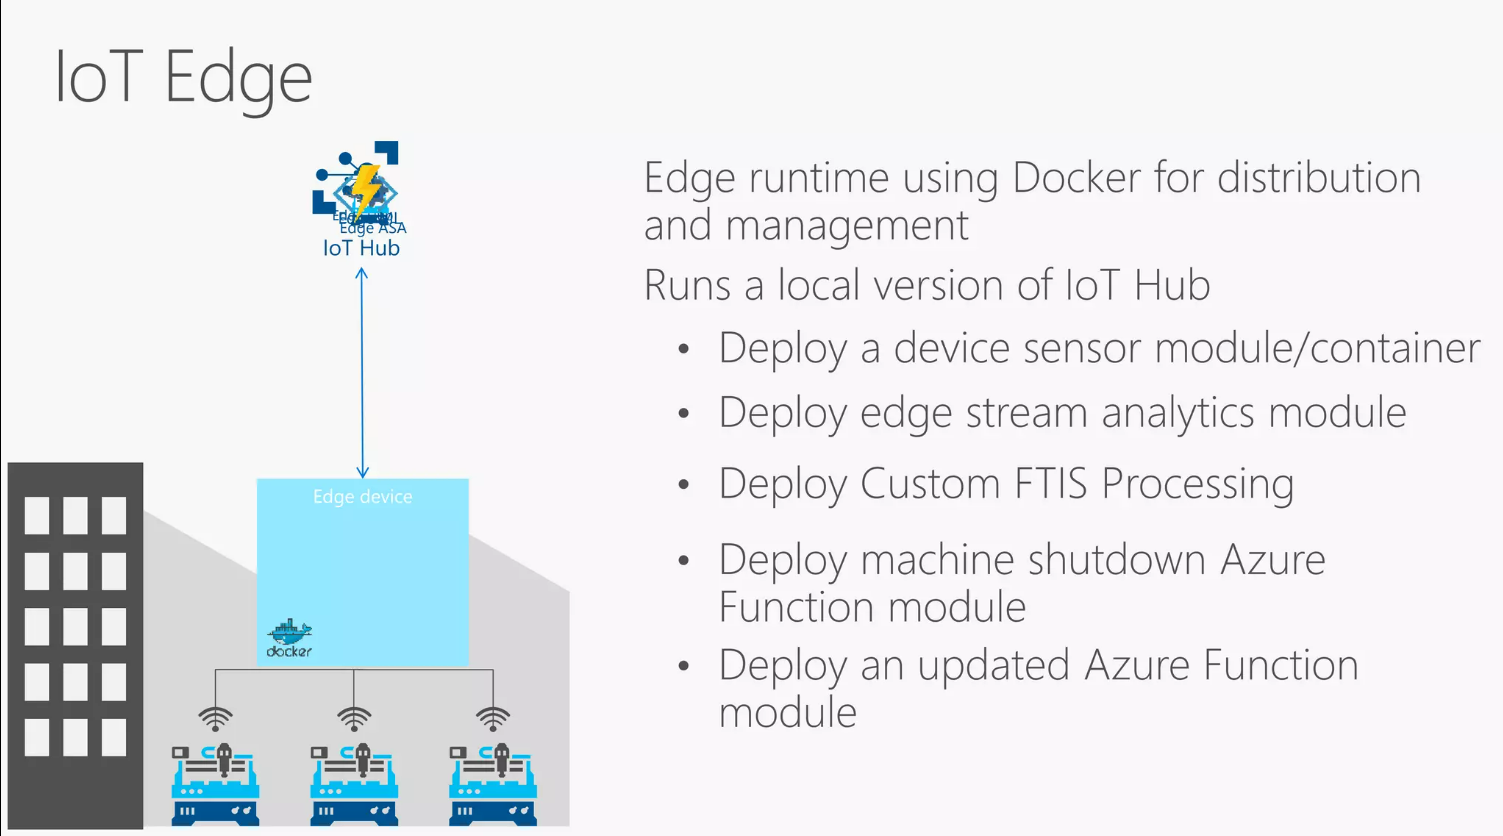 IoT Edge
Edge ASA
IoT Hub
Edge device
docker
Edge runtime using Docker for distribution
and management
Runs a local version of IoT Hub
• Deploy a device sensor module/container
• Deploy edge stream analytics module
• Deploy Custom FTIS Processing
• Deploy machine shutdown Azure
Function module
• Deploy an updated Azure Function
module